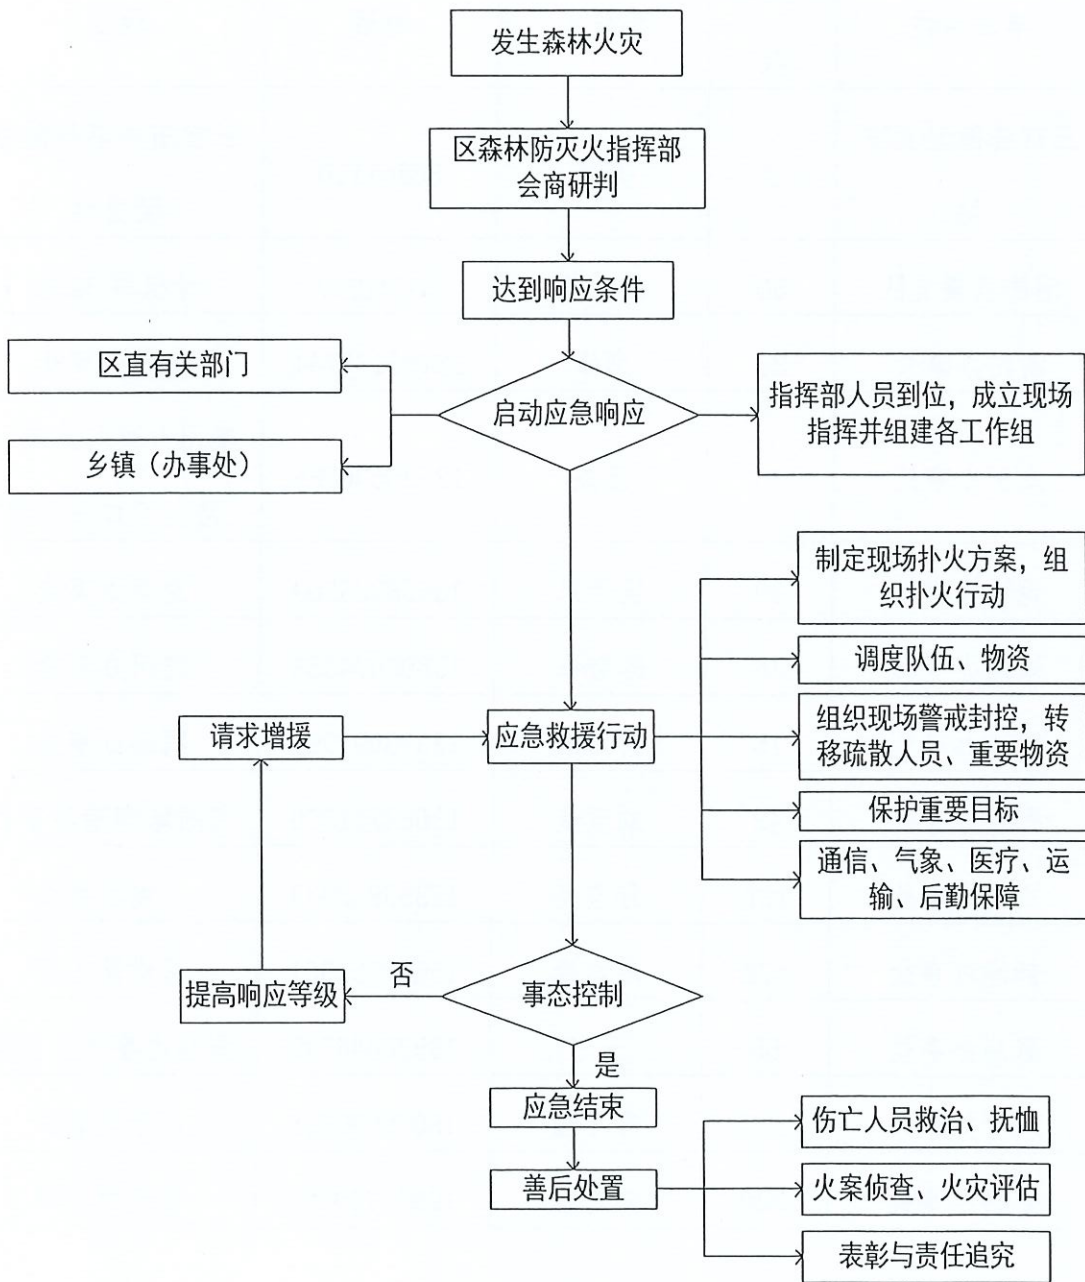 发生森林火灾
区森林防灭火指挥部
会商研判
达到响应条件
区直有关部门
乡镇（办事处）
启动应急响应
指挥部人员到位，成立现场
指挥并组建各工作组
制定现场扑火方案，组
织扑火行动
调度队伍、物资
请求增援
应急救援行动
组织现场警戒封控，转
移疏散人员、重要物资
保护重要目标
通信、气象、医疗、运
输、后勤保障
提高响应等级
否
事态控制
是
应急结束
善后处置
伤亡人员救治、抚恤
火案侦查、火灾评估
表彰与责任追究